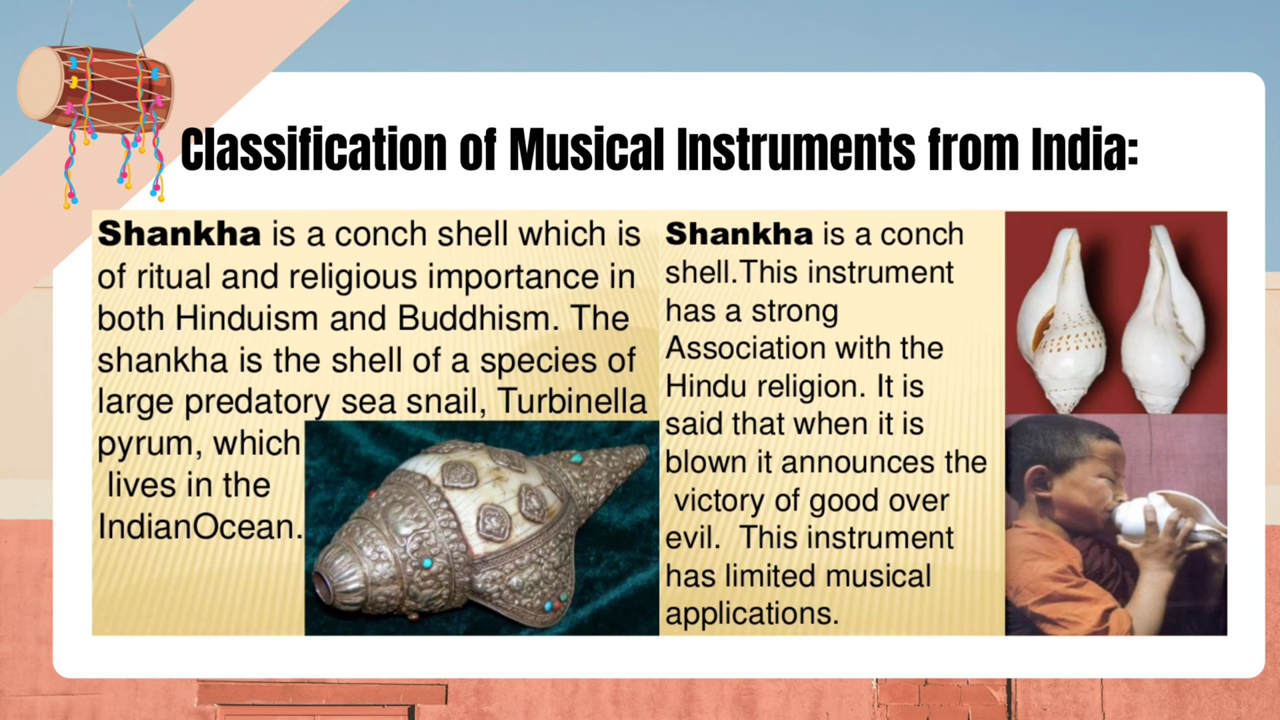 Classification of Musical Instruments from India:
Shankha is a conch shell which is
of ritual and religious importance in
both Hinduism and Buddhism. The
shankha is the shell of a species of
large predatory sea snail, Turbinella
pyrum, which
lives in the
IndianOcean.
Shankha is a conch
shell.This instrument
has a strong
Association with the
Hindu religion. It is
said that when it is
blown it announces the
victory of good over
evil. This instrument
has limited musical
applications.